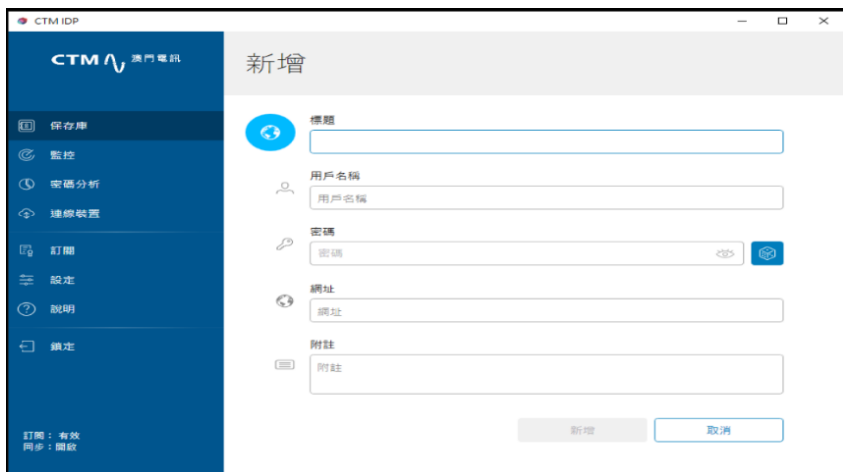 CTM IDP
CTM 澳門電訊
新增
保存庫
監控
密碼分析
連線裝置
訂閱
設定
說明
鎖定
訂閱：有效
同步：開啟
標題
用戶名稱
用戶名稱
密碼
密碼
網址
網址
附註
附註
新增
取消